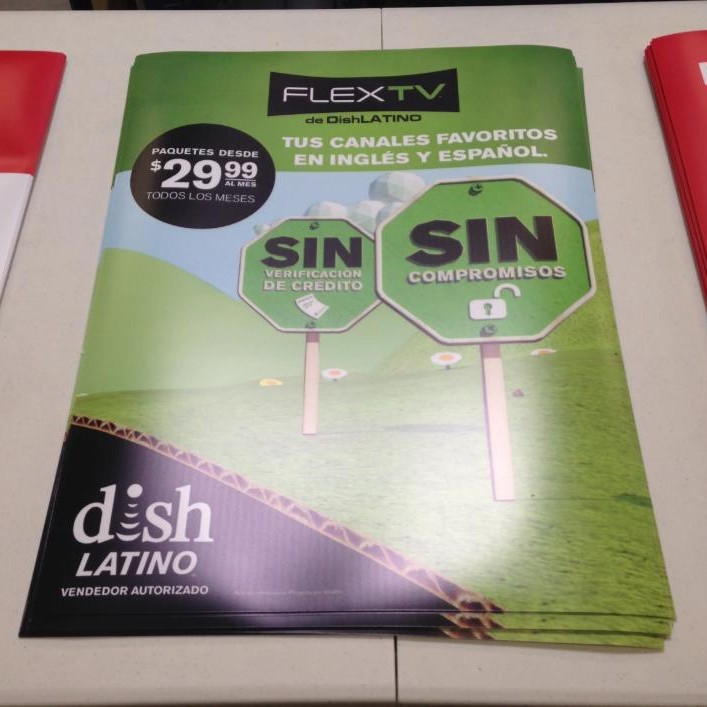 FLEXTV
de DishLATINO
TUS CANALES FAVORITOS
EN INGLÉS Y ESPAÑOL.
PAQUETES DESDE
$29 99
AL MES
TODOS LOS MESES
SIN
VERIFICACIÓN
DE CRÉDITO
SIN
COMPROMISOS
dish
LATINO
VENDEDOR AUTORIZADO